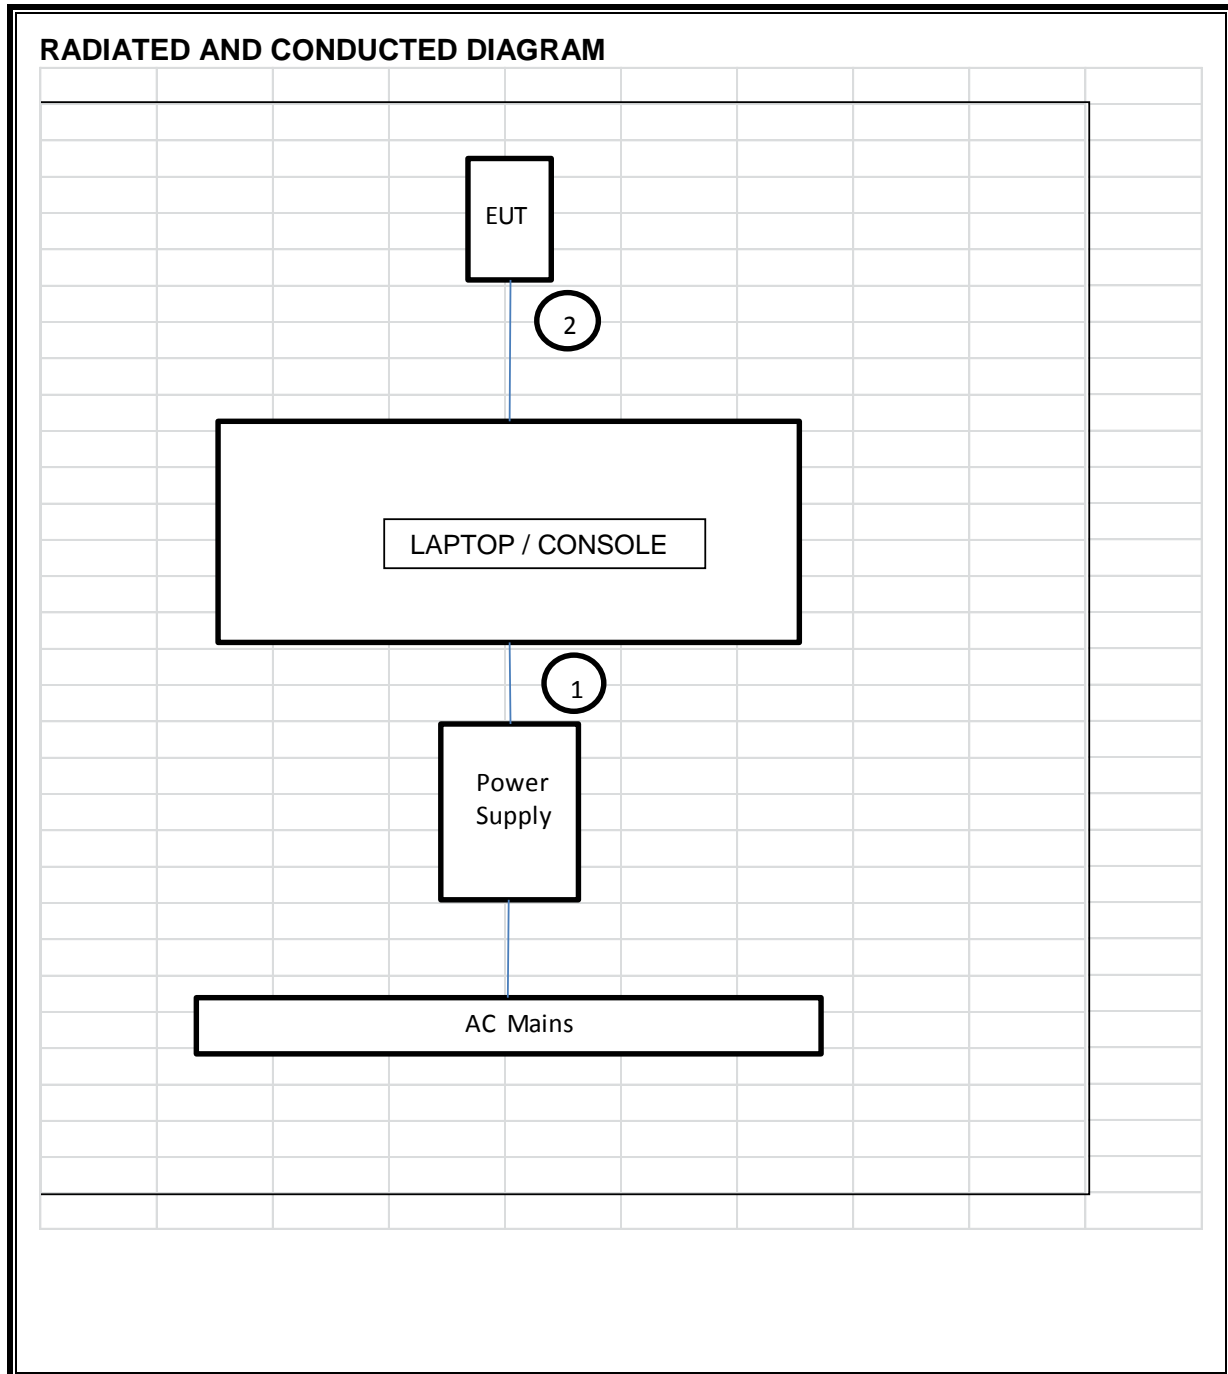 RADIATED AND CONDUCTED DIAGRAM
EUT
2
LAPTOP / CONSOLE
1
Power
Supply
AC Mains